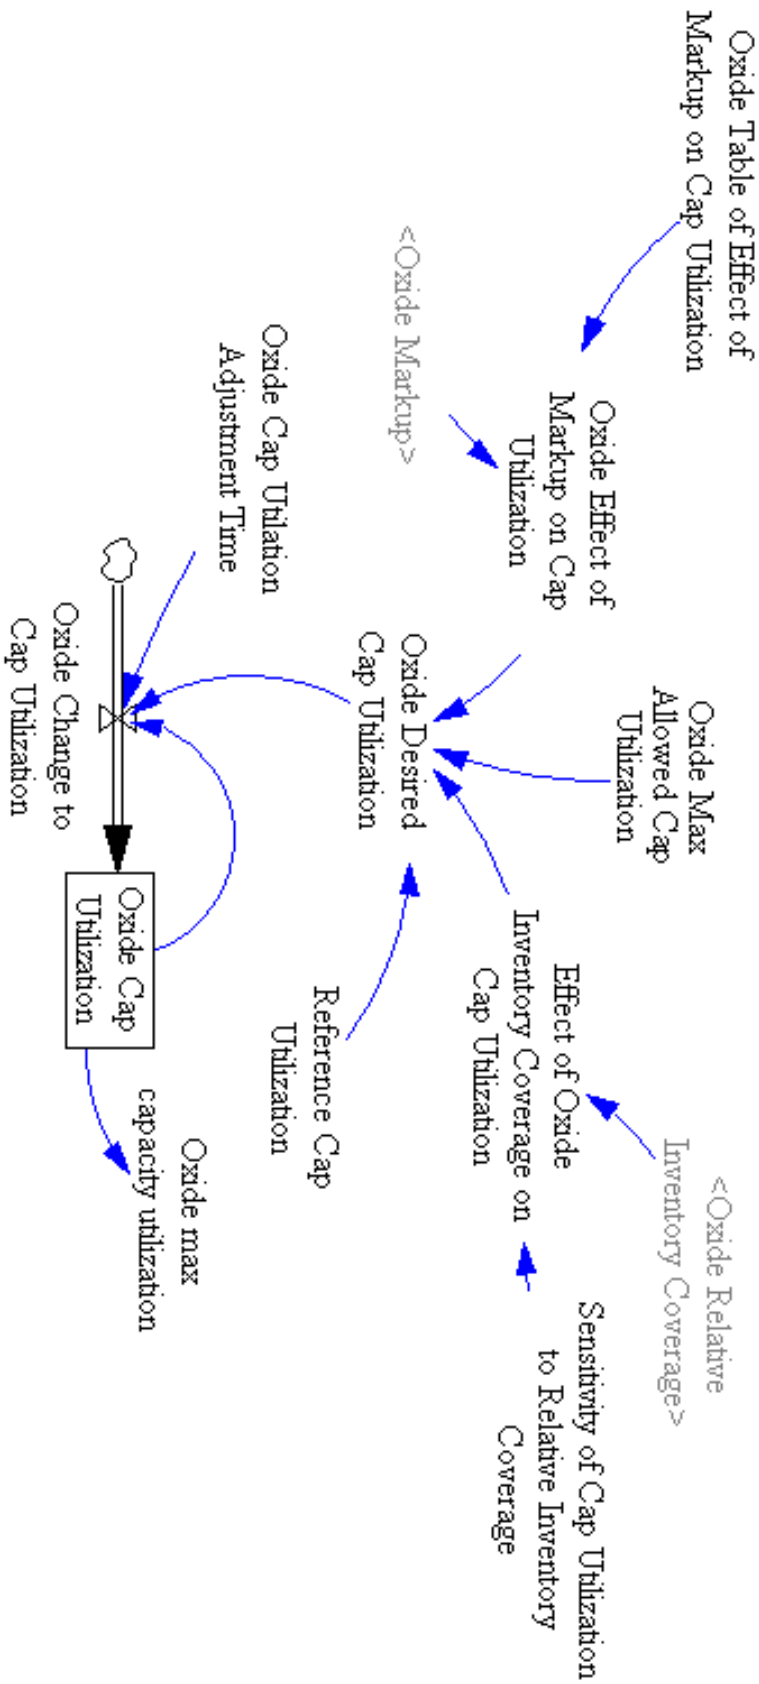 Oxide Table of Effect of
Markup on Cap Utilization
<Oxide Markup>
Oxide Effect of
Markup on Cap
Utilization
Oxide Max
Allowed Cap
Utilization
<Oxide Relative
Inventory Coverage>
Effect of Oxide
Inventory Coverage on
Cap Utilization
Sensitivity of Cap Utilization
to Relative Inventory
Coverage
Oxide Cap Utilation
Adjustment Time
Oxide Desired
Cap Utilization
Reference Cap
Utilization
Oxide Change to
Cap Utilization
Oxide Cap
Utilization
Oxide max
capacity utilization